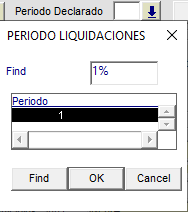 Periodo Declarado
PERIODO LIQUIDACIONES
Find 1%
Periodo
1
Find OK Cancel